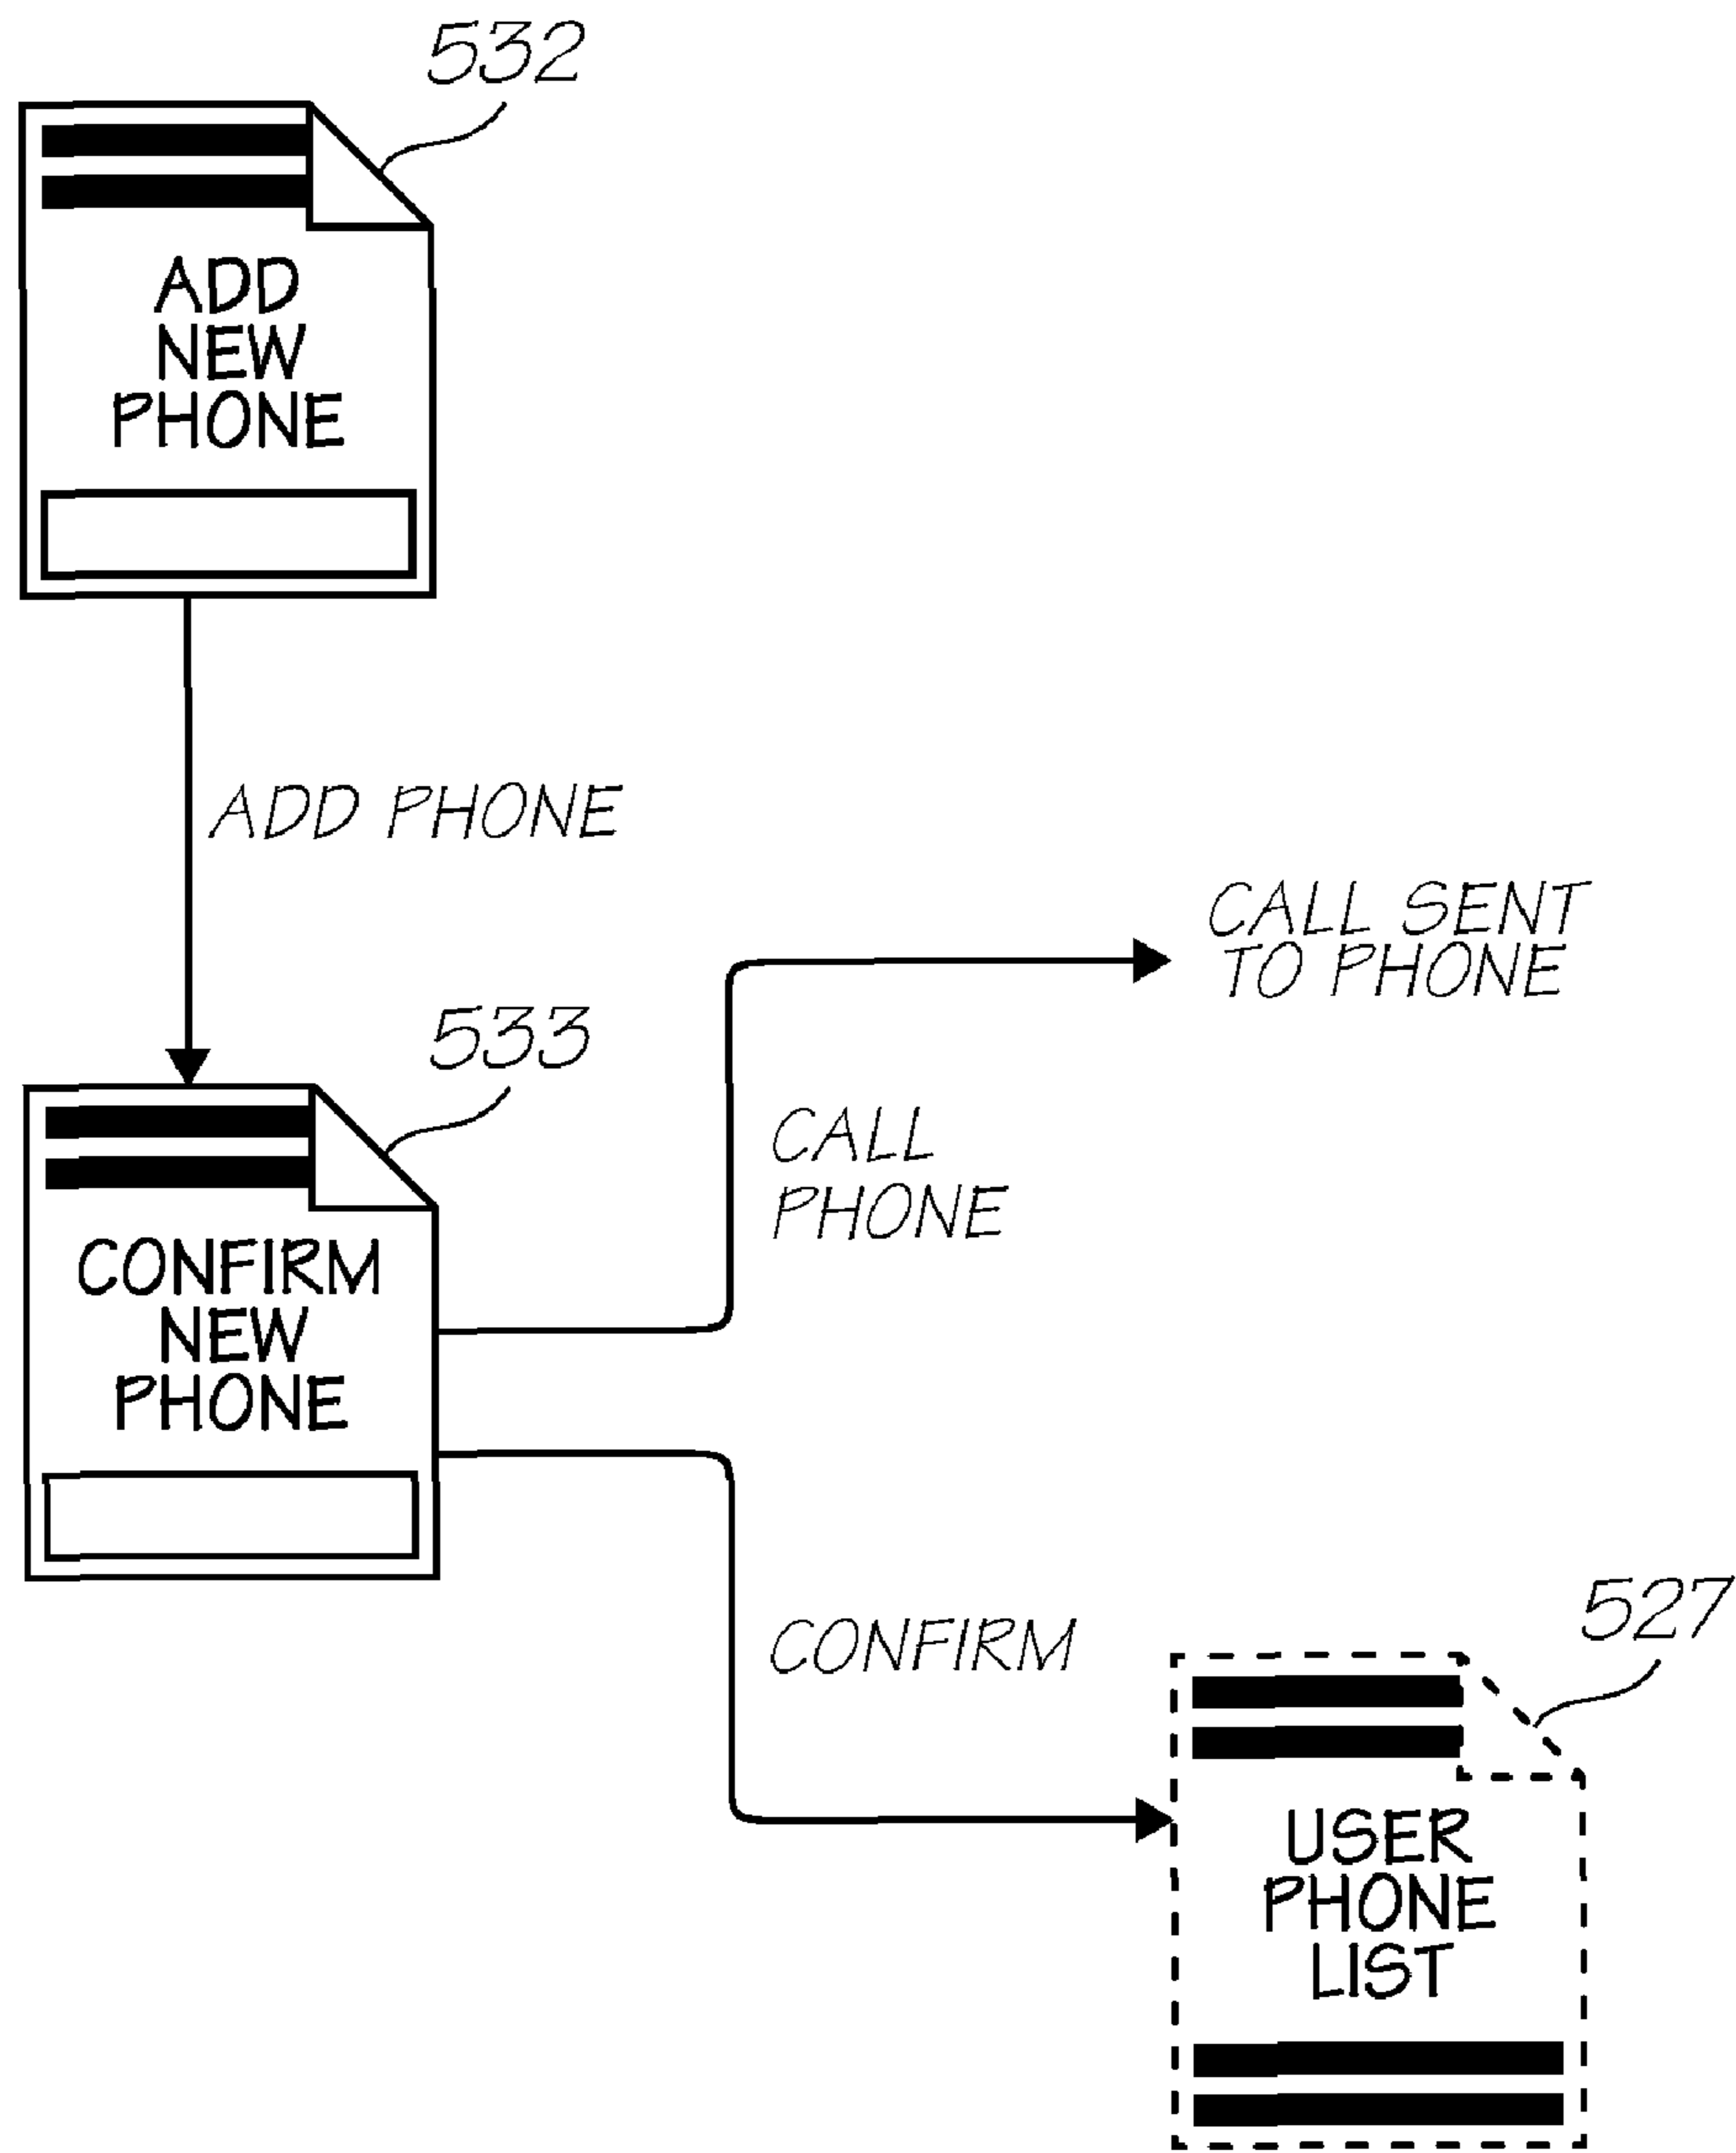 532
ADD
NEW
PHONE
ADD PHONE
CALL SENT
TO PHONE
533
CALL
PHONE
CONFIRM
NEW
PHONE
CONFIRM
527
USER
PHONE
LIST